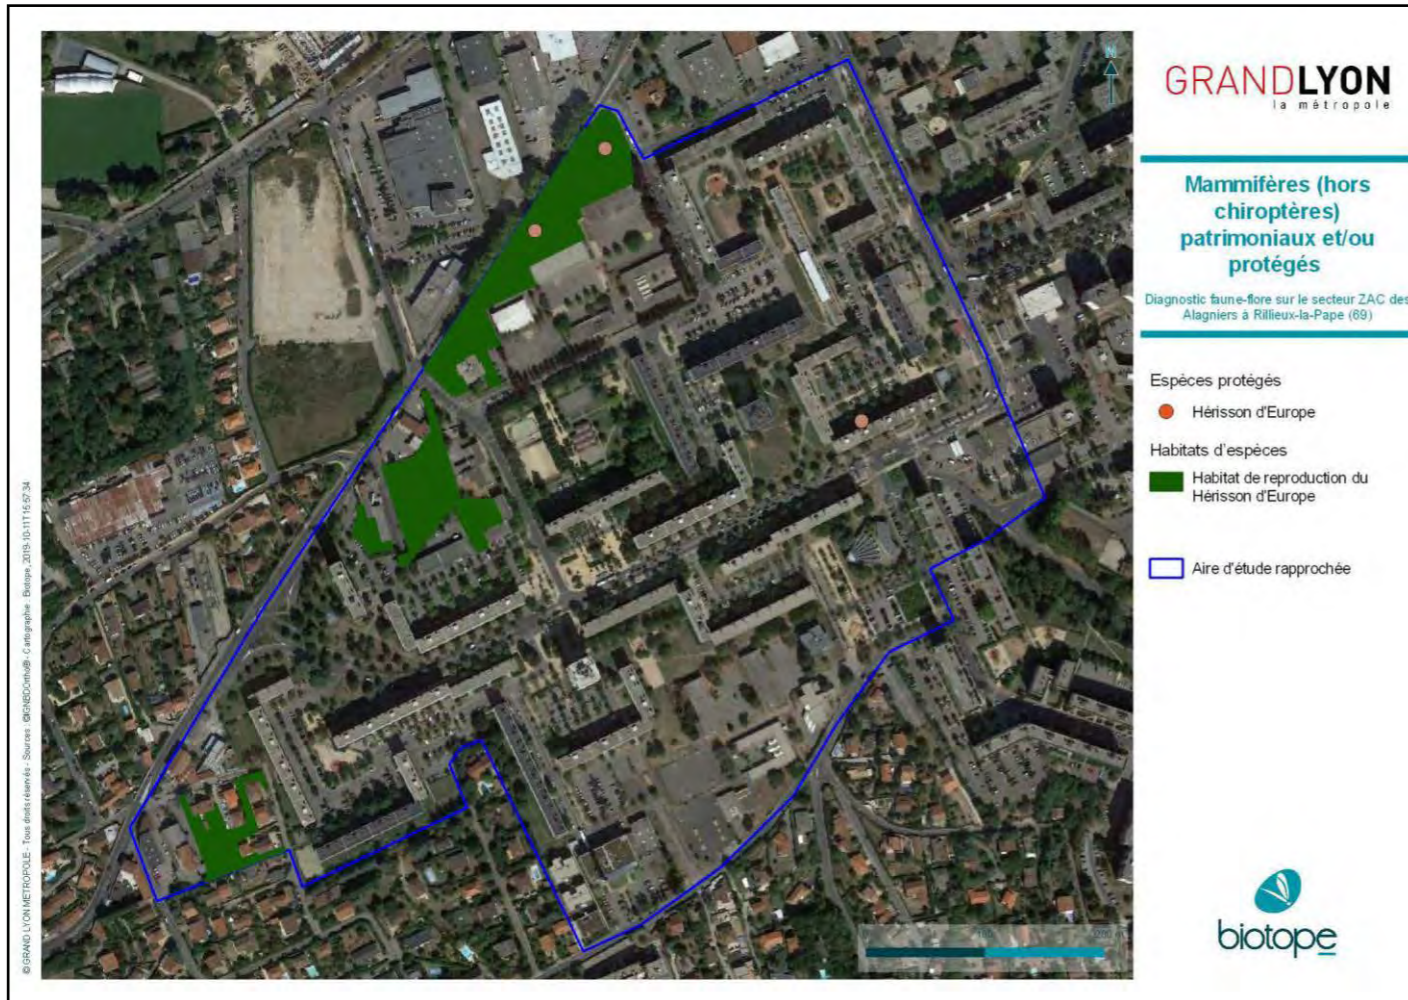 GRANDLYON
la métropole
Mammifères (hors
chiroptères)
patrimoniaux et/ou
protégés
Diagnostic faune-flore sur le secteur ZAC des
Alagniers à Rillieux-la-Pape (69)
Espèces protégés
Hérisson d'Europe
Habitats d'espèces
Habitat de reproduction du
Hérisson d'Europe
Aire d'étude rapprochée
biotope
N
© GRAND LYON METROPOLE - Tous droits réservés - Sources : ©IGNBDOrtho® - Cartographie : Biotope, 2019-10-11T15:57:34